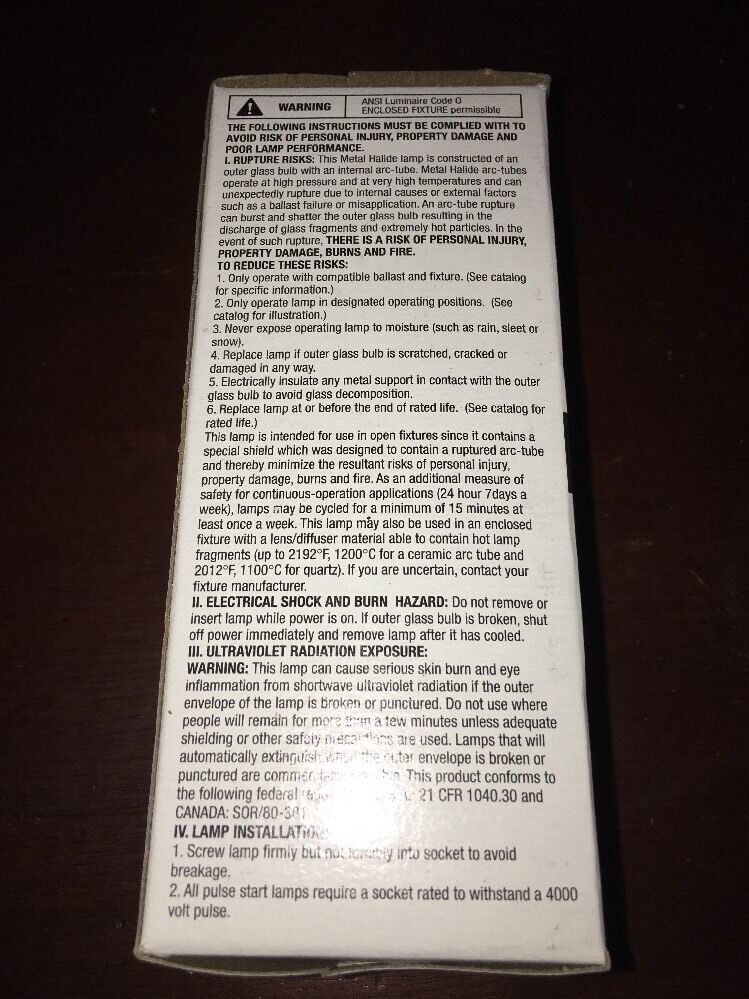 WARNING
ANSI Luminaire Code O
ENCLOSED FIXTURE permissible
THE FOLLOWING INSTRUCTIONS MUST BE COMPLIED WITH TO
AVOID RISK OF PERSONAL INJURY, PROPERTY DAMAGE AND
POOR LAMP PERFORMANCE.
I. RUPTURE RISKS: This Metal Halide lamp is constructed of an
outer glass bulb with an internal arc-tube. Metal Halide arc-tubes
operate at high pressure and at very high temperatures and can
unexpectedly rupture due to internal causes or external factors
such as a ballast failure or misapplication. An arc-tube rupture
can burst and shatter the outer glass bulb resulting in the
discharge of glass fragments and extremely hot particles. In the
event of such rupture, THERE IS A RISK OF PERSONAL INJURY,
PROPERTY DAMAGE, BURNS AND FIRE.
TO REDUCE THESE RISKS:
1. Only operate with compatible ballast and fixture. (See catalog
for specific information.)
2. Only operate lamp in designated operating positions. (See
catalog for illustration.)
3. Never expose operating lamp to moisture (such as rain, sleet or
snow).
4. Replace lamp if outer glass bulb is scratched, cracked or
damaged in any way.
5. Electrically insulate any metal support in contact with the outer
glass bulb to avoid glass decomposition.
6. Replace lamp at or before the end of rated life. (See catalog for
rated life.)
This lamp is intended for use in open fixtures since it contains a
special shield which was designed to contain a ruptured arc-tube
and thereby minimize the resultant risks of personal injury,
property damage, burns and fire. As an additional measure of
safety for continuous-operation applications (24 hour 7days a
week), lamps may be cycled for a minimum of 15 minutes at
least once a week. This lamp may also be used in an enclosed
fixture with a lens/diffuser material able to contain hot lamp
fragments (up to 2192°F, 1200°C for a ceramic arc tube and
2012°F, 1100°C for quartz). If you are uncertain, contact your
fixture manufacturer.
II. ELECTRICAL SHOCK AND BURN HAZARD: Do not remove or
insert lamp while power is on. If outer glass bulb is broken, shut
off power immediately and remove lamp after it has cooled.
III. ULTRAVIOLET RADIATION EXPOSURE:
WARNING: This lamp can cause serious skin burn and eye
inflammation from shortwave ultraviolet radiation if the outer
envelope of the lamp is broken or punctured. Do not use where
people will remain for more than a few minutes unless adequate
shielding or other safety precautions are used. Lamps that will
automatically extinguish when the outer envelope is broken or
punctured are This product conforms to
the following federal 21 CFR 1040.30 and
CANADA: SOR/80-381
IV. LAMP INSTALLATION:
1. Screw lamp firmly but not forcibly into socket to avoid
breakage.
2. All pulse start lamps require a socket rated to withstand a 4000
volt pulse.